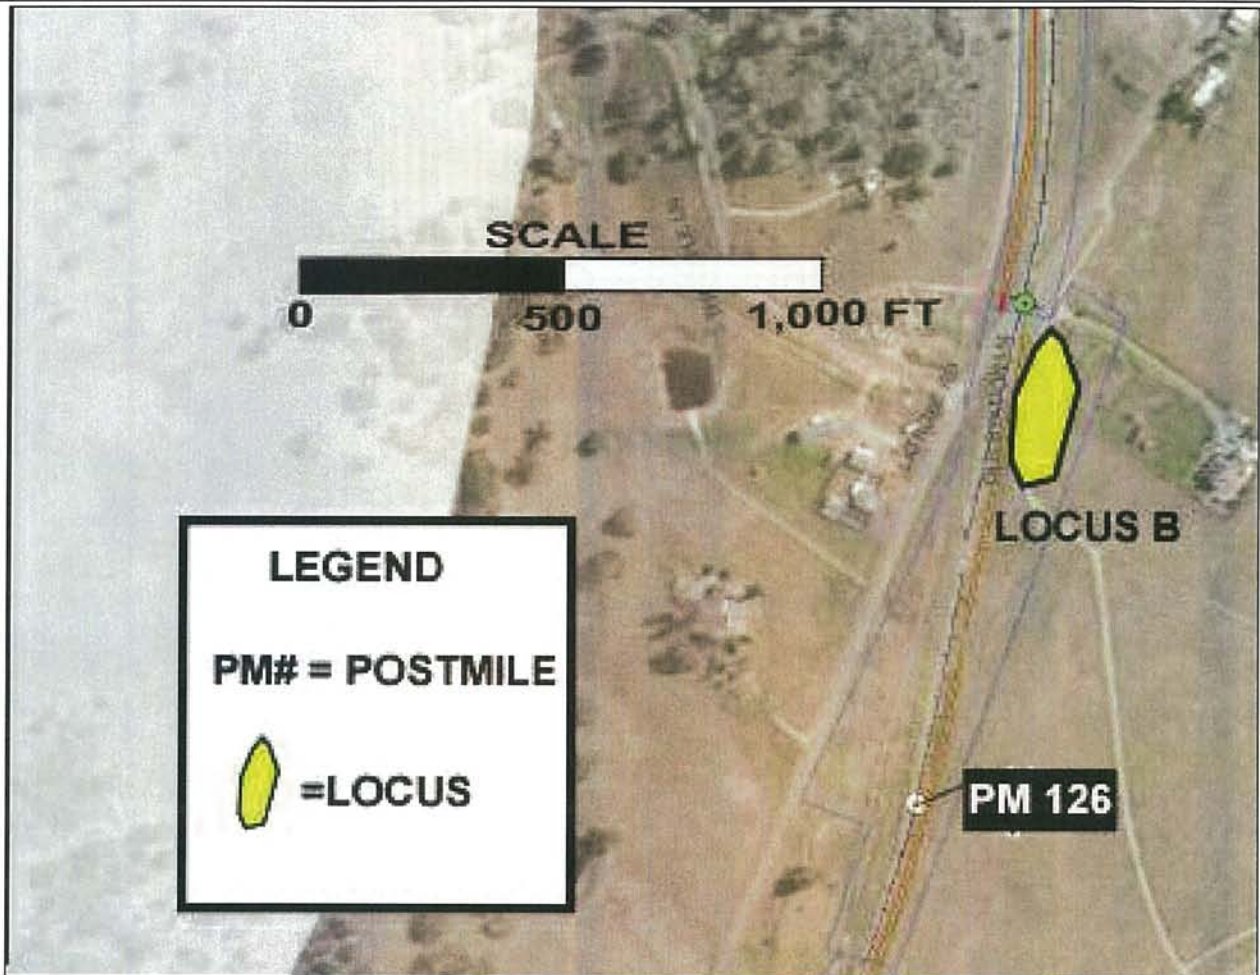 SCALE
0 500 1,000 FT
LOCUS B
LEGEND
PM# = POSTMILE
=LOCUS
PM 126